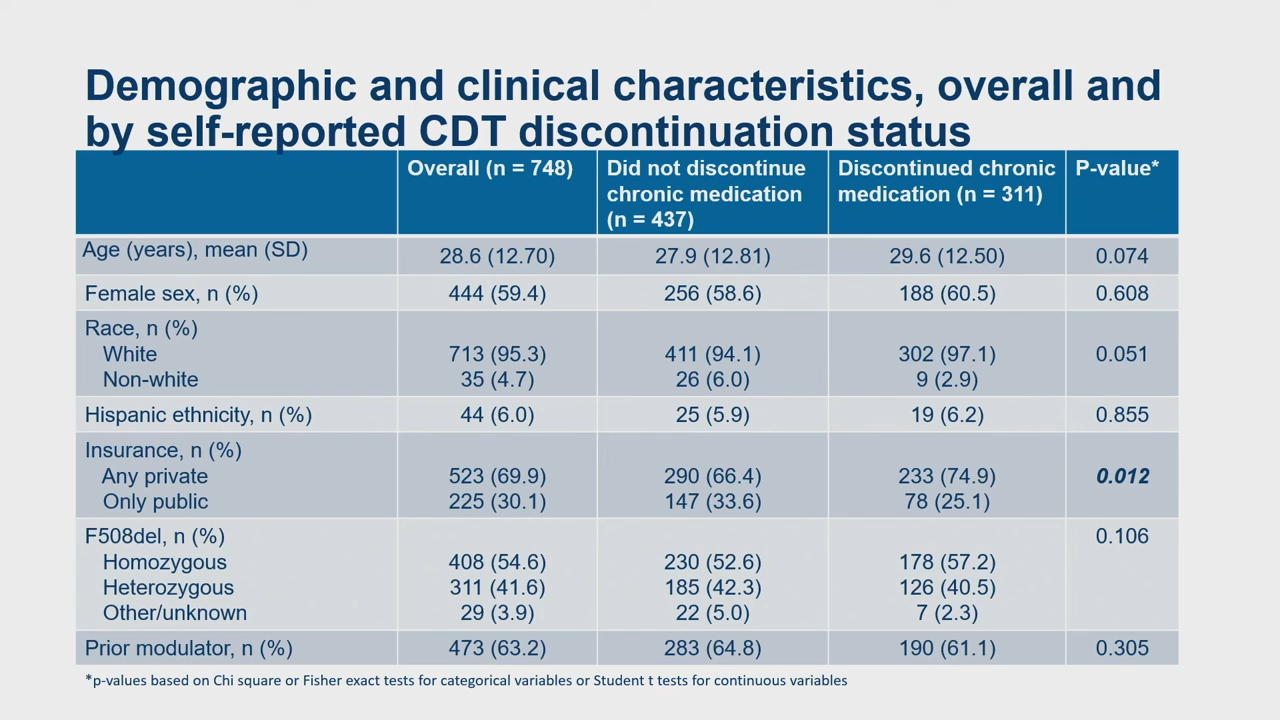 Demographic and clinical characteristics, overall and
by self-reported CDT discontinuation status
Overall (n = 748) Did not discontinue chronic medication (n = 437) Discontinued chronic medication (n = 311) P-value*
Age (years), mean (SD) 28.6 (12.70) 27.9 (12.81) 29.6 (12.50) 0.074
Female sex, n (%) 444 (59.4) 256 (58.6) 188 (60.5) 0.608
Race, n (%)
White 713 (95.3) 411 (94.1) 302 (97.1) 0.051
Non-white 35 (4.7) 26 (6.0) 9 (2.9)
Hispanic ethnicity, n (%) 44 (6.0) 25 (5.9) 19 (6.2) 0.855
Insurance, n (%)
Any private 523 (69.9) 290 (66.4) 233 (74.9) 0.012
Only public 225 (30.1) 147 (33.6) 78 (25.1)
F508del, n (%) 0.106
Homozygous 408 (54.6) 230 (52.6) 178 (57.2)
Heterozygous 311 (41.6) 185 (42.3) 126 (40.5)
Other/unknown 29 (3.9) 22 (5.0) 7 (2.3)
Prior modulator, n (%) 473 (63.2) 283 (64.8) 190 (61.1) 0.305
*p-values based on Chi square or Fisher exact tests for categorical variables or Student t tests for continuous variables